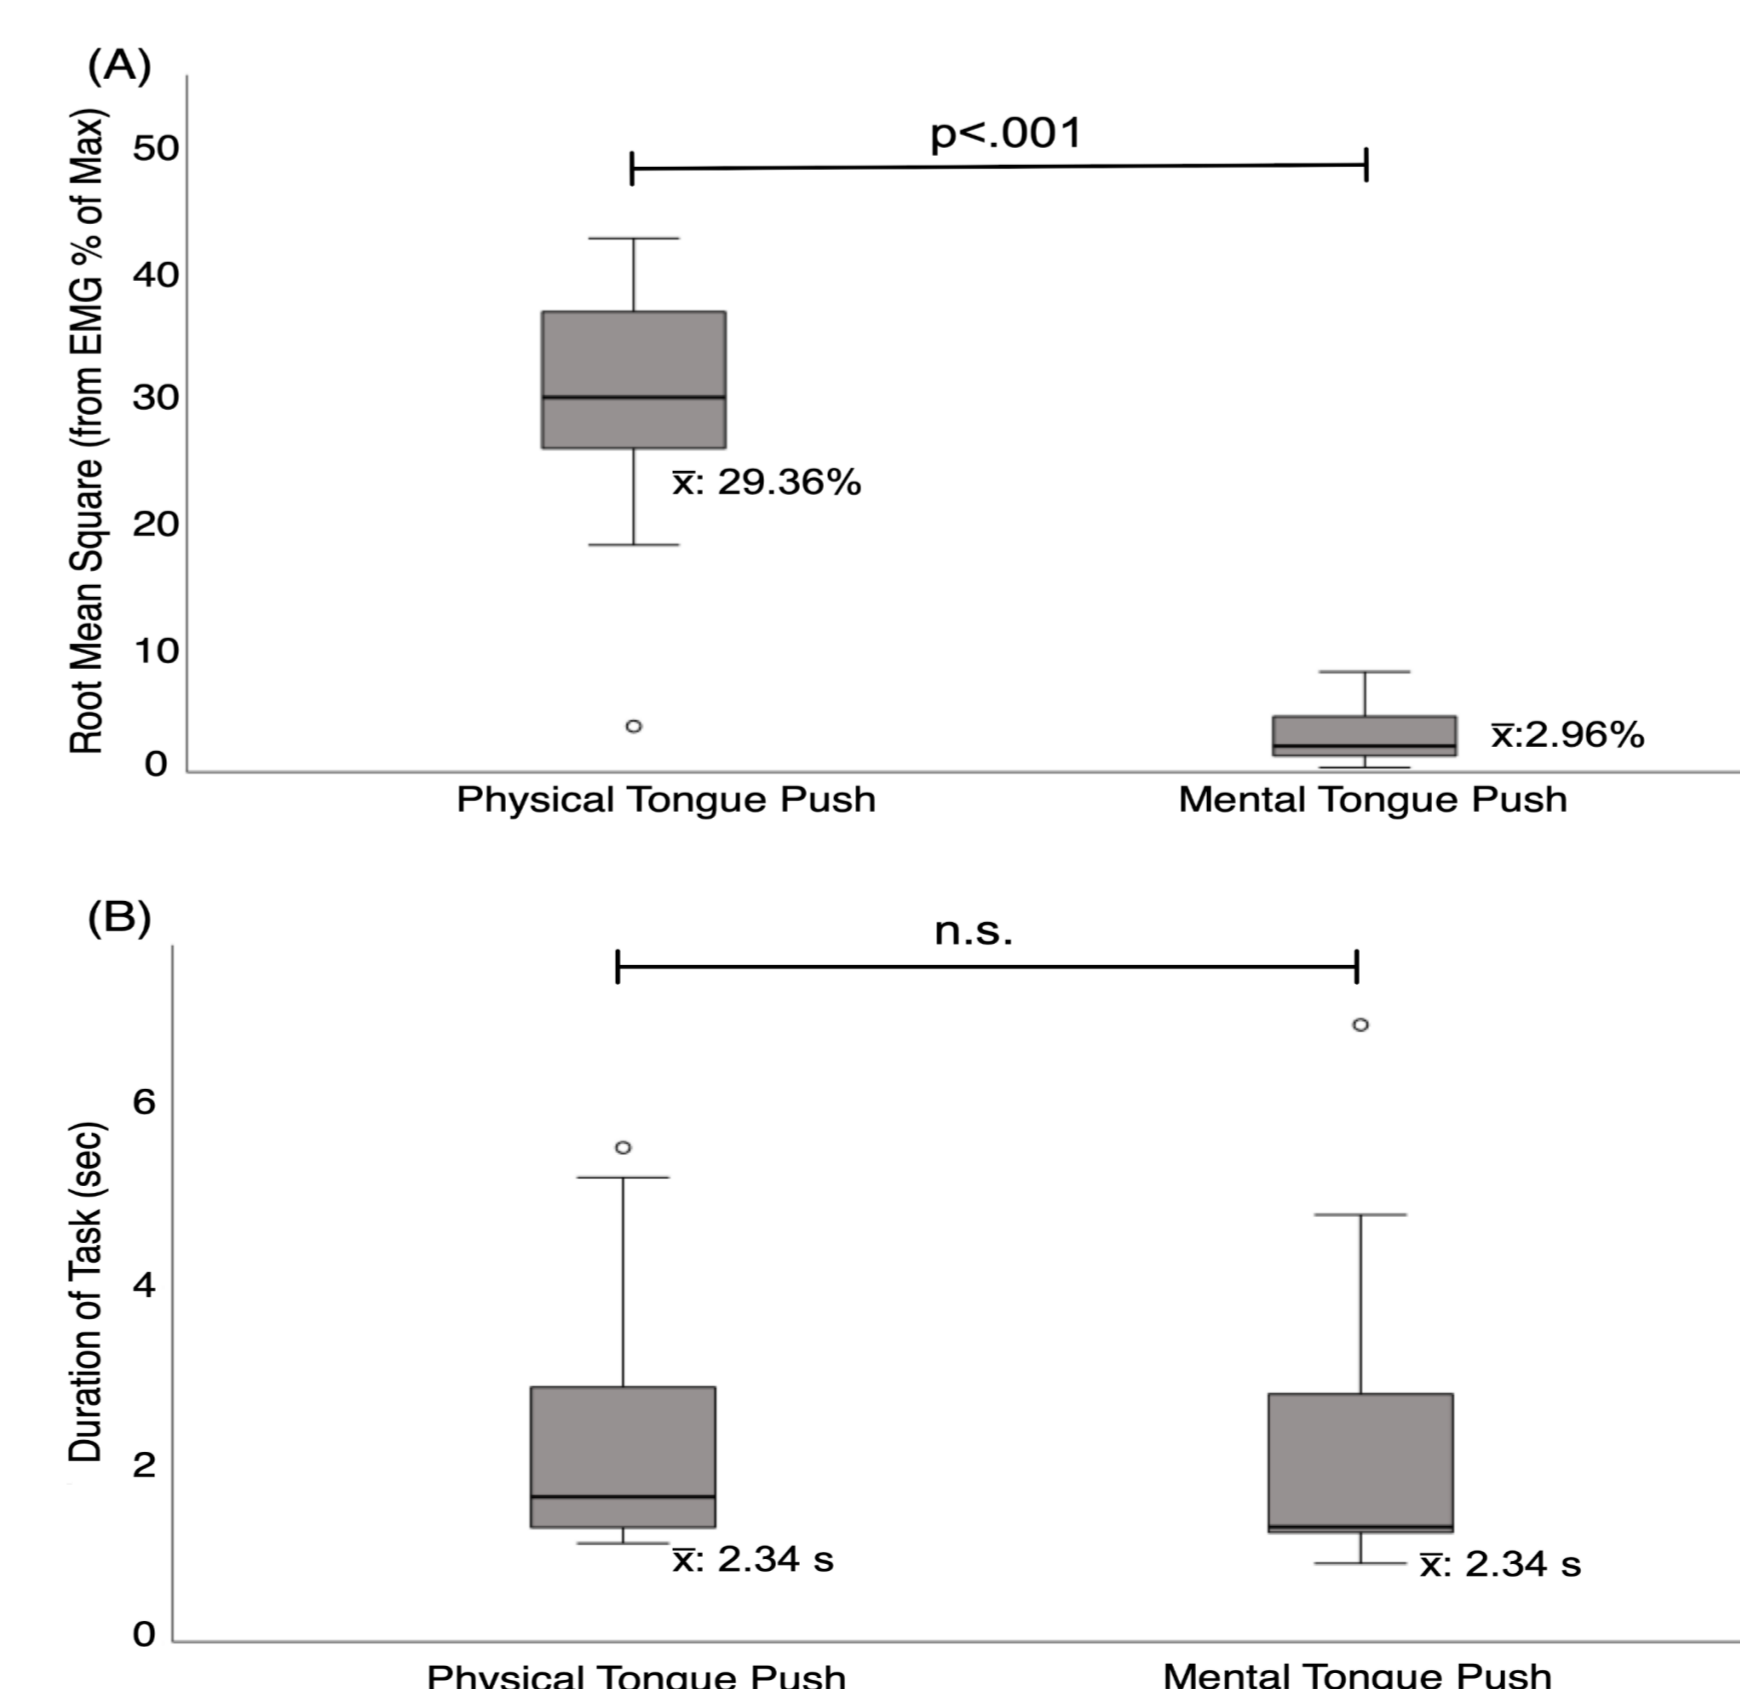 (A)
Root Mean Square (from EMG % of Max)
50
40
30
20
10
0
p<.001
x̅: 29.36%
x̅:2.96%
Physical Tongue Push
Mental Tongue Push
(B)
Duration of Task (sec)
6
4
2
0
n.s.
x̅: 2.34 s
x̅: 2.34 s
Physical Tongue Push
Mental Tongue Push